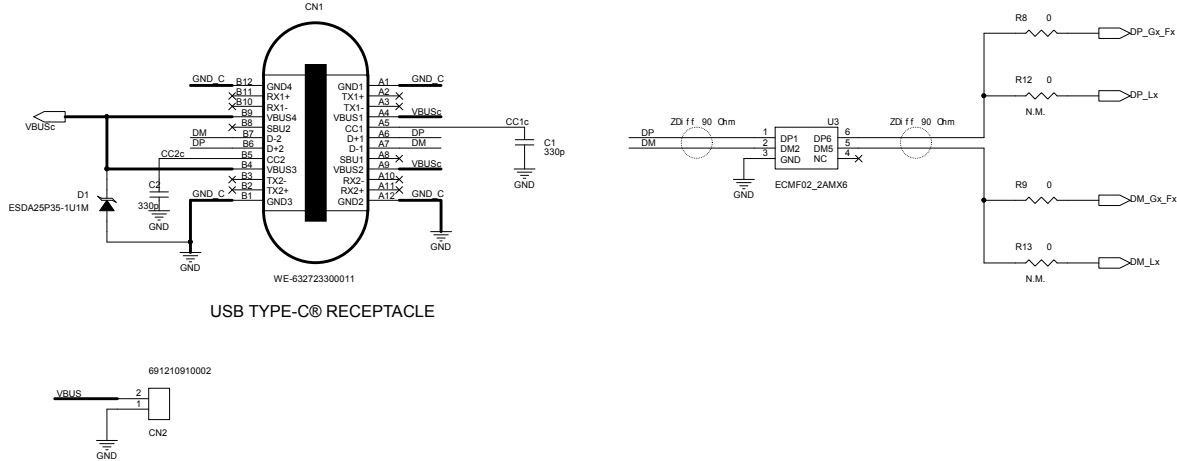 CN1
GND_C B12 GND4 GND1 A1 GND_C
B11 RX1+ TX1+ A2
B10 RX1- TX1- A3
B9 VBUS4 VBUS1 A4 VBUSc
VBUSc
B8 SBU2 CC1 A5 CC1c
DM B7 D-2 D+1 A6 DP
DP B6 D+2 D-1 A7 DM
CC2c B5 CC2 SBU1 A8
B4 VBUS3 VBUS2 A9 VBUSc
B3 TX2- RX2- A10
B2 TX2+ RX2+ A11
GND_C B1 GND3 GND2 A12 GND_C
C1
330p
GND
D1
ESDA25P35-1U1M
C2
330p
GND
GND
GND
WE-632723300011
USB TYPE-C® RECEPTACLE
R8 0
DP_Gx_Fx
R12 0
DP_Lx
N.M.
ZDiff 90 Ohm
U3
ZDiff 90 Ohm
DP 1 DP1 DP6 6
DM 2 DM2 DM5 5
3 GND NC 4
GND
ECMF02_2AMX6
R9 0
DM_Gx_Fx
R13 0
DM_Lx
N.M.
691210910002
VBUS 2
1
CN2
GND